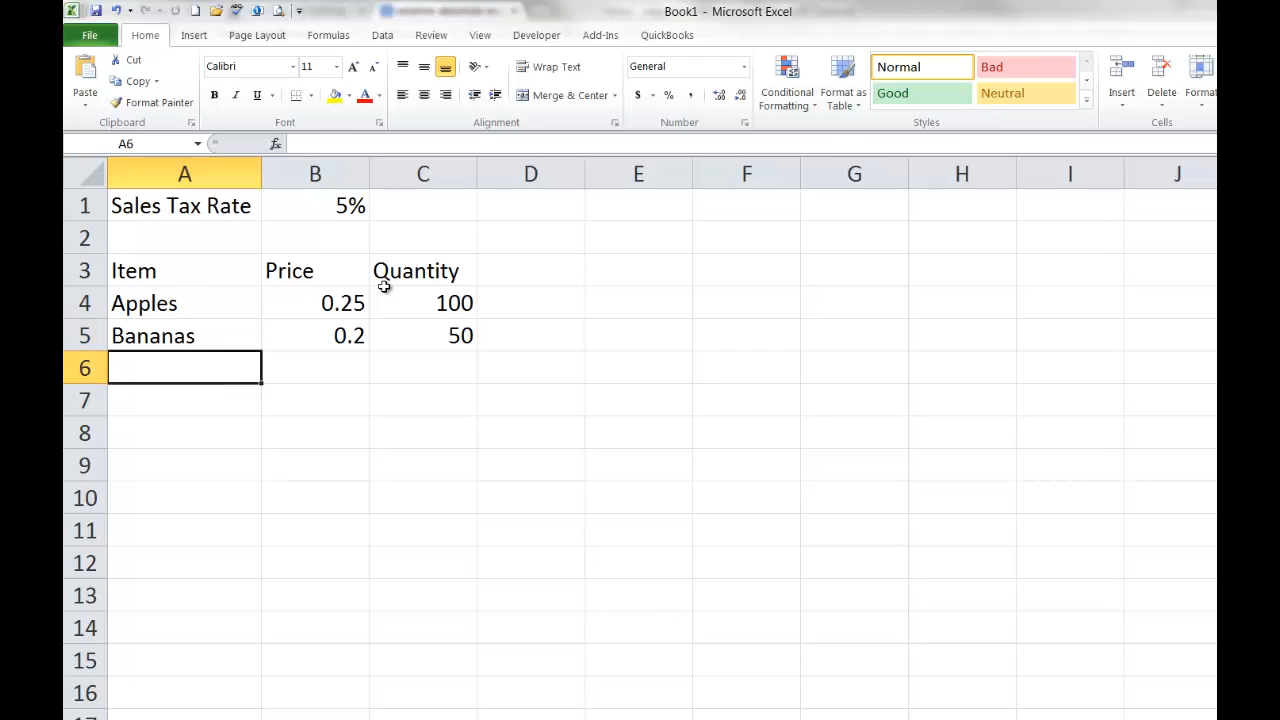 Book1 - Microsoft Excel
File Home Insert Page Layout Formulas Data Review View Developer Add-Ins QuickBooks
Paste
Cut
Copy
Format Painter
Clipboard
Calibri 11
B I U A
Font
Wrap Text
Merge & Center
Alignment
General
$ % ,
Number
Conditional Formatting
Format as Table
Normal Bad
Good Neutral
Styles
Insert Delete Format
Cells
A6 fx
A B C D E F G H I J
1 Sales Tax Rate 5%
2
3 Item Price Quantity
4 Apples 0.25 100
5 Bananas 0.2 50
6
7
8
9
10
11
12
13
14
15
16
17